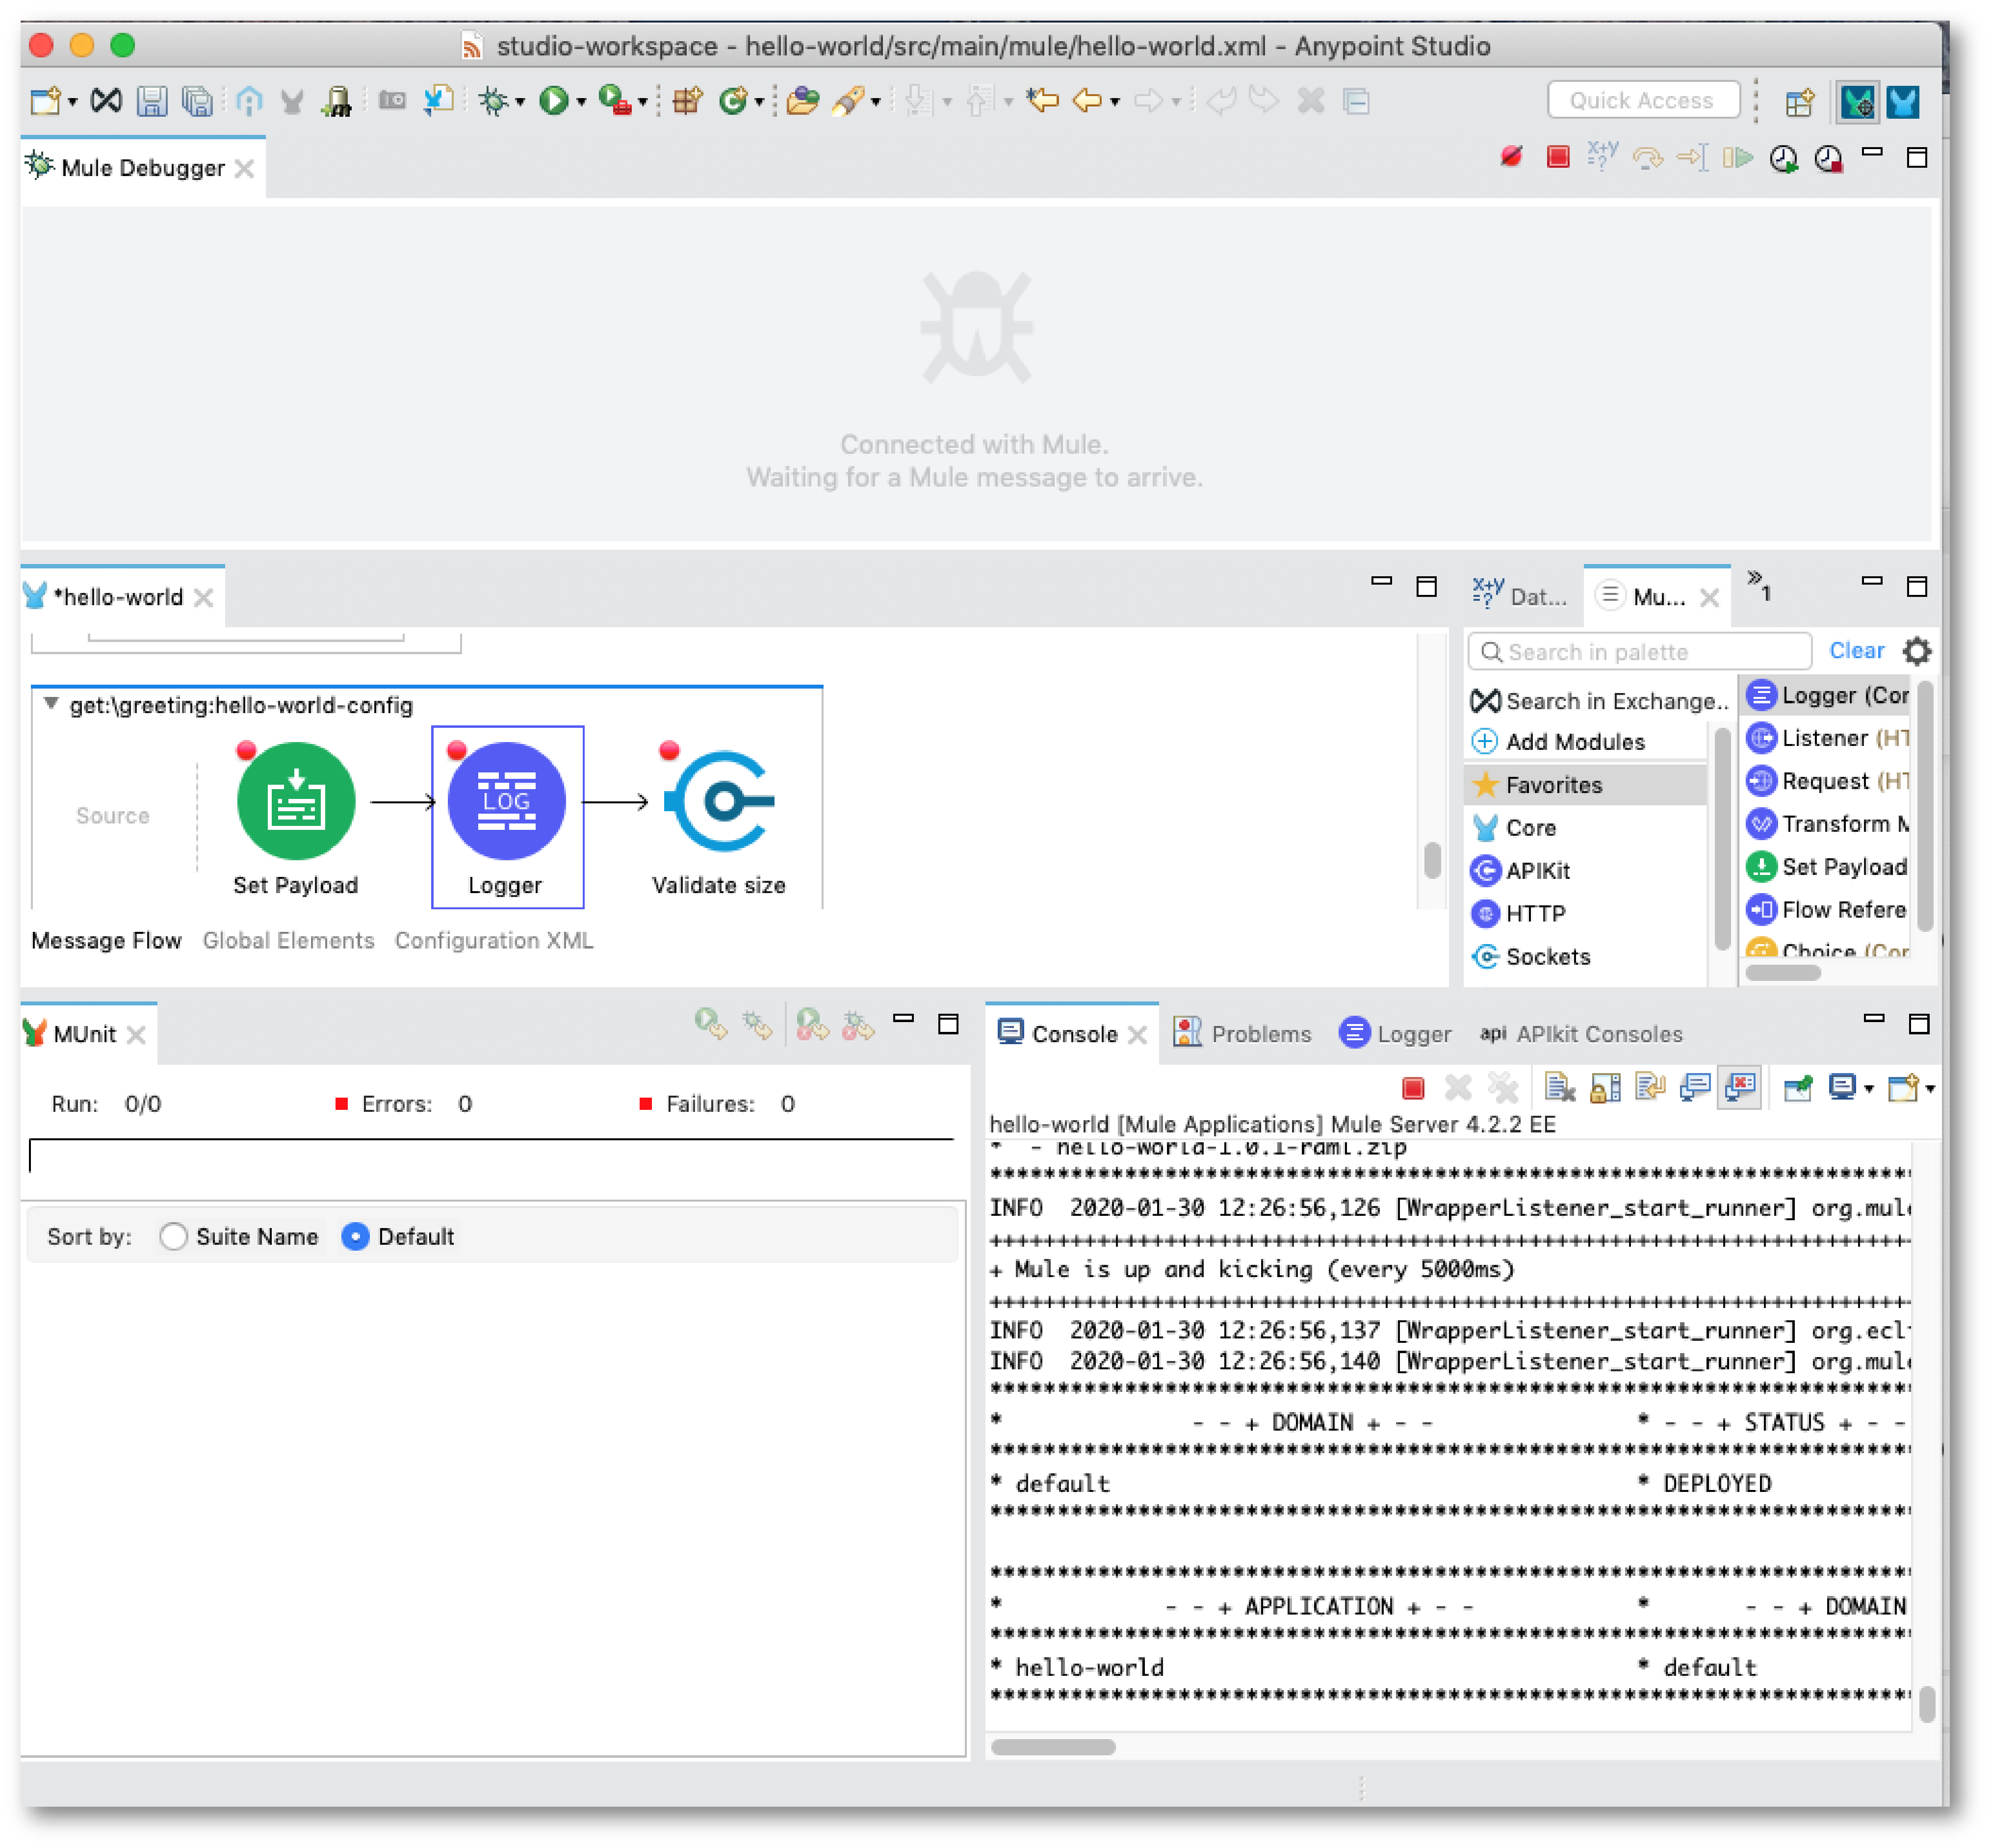 studio-workspace - hello-world/src/main/mule/hello-world.xml - Anypoint Studio
Quick Access
Mule Debugger
Connected with Mule.
Waiting for a Mule message to arrive.
*hello-world
Dat...
Mu...
1
get:\greeting:hello-world-config
Source
LOG
Set Payload
Logger
Validate size
Message Flow Global Elements Configuration XML
Search in palette
Clear
Search in Exchange..
Add Modules
Favorites
Core
APIKit
HTTP
Sockets
Logger (Cor
Listener (HT
Request (HT
Transform M
Set Payload
Flow Refere
Choice (Cor
MUnit
Run: 0/0
Errors: 0
Failures: 0
Sort by: Suite Name Default
Console
Problems
Logger
api APIkit Consoles
hello-world [Mule Applications] Mule Server 4.2.2 EE
* - hello-world-1.0.1-raml.zip
**********************************************************************
INFO 2020-01-30 12:26:56,126 [WrapperListener_start_runner] org.mule
++++++++++++++++++++++++++++++++++++++++++++++++++++++++++++++++++++++
+ Mule is up and kicking (every 5000ms)
++++++++++++++++++++++++++++++++++++++++++++++++++++++++++++++++++++++
INFO 2020-01-30 12:26:56,137 [WrapperListener_start_runner] org.ecli
INFO 2020-01-30 12:26:56,140 [WrapperListener_start_runner] org.mule
**********************************************************************
* - - + DOMAIN + - - * - - + STATUS + - -
**********************************************************************
* default * DEPLOYED
**********************************************************************
**********************************************************************
* - - + APPLICATION + - - * - - + DOMAIN
**********************************************************************
* hello-world * default
**********************************************************************